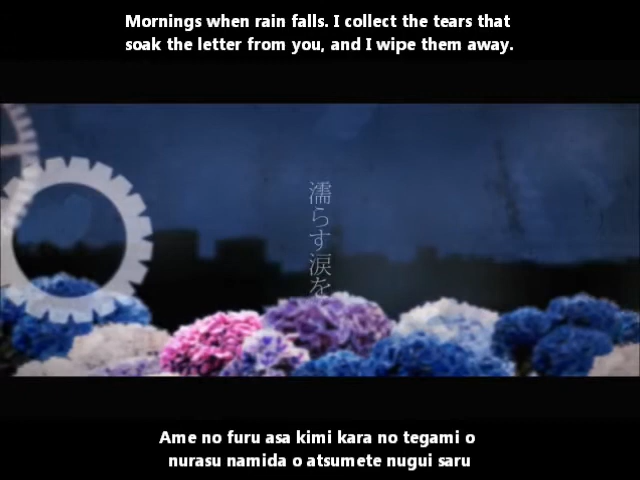 Mornings when rain falls. I collect the tears that
soak the letter from you, and I wipe them away.
濡らす涙を
Ame no furu asa kimi kara no tegami o
nurasu namida o atsumete nugui saru